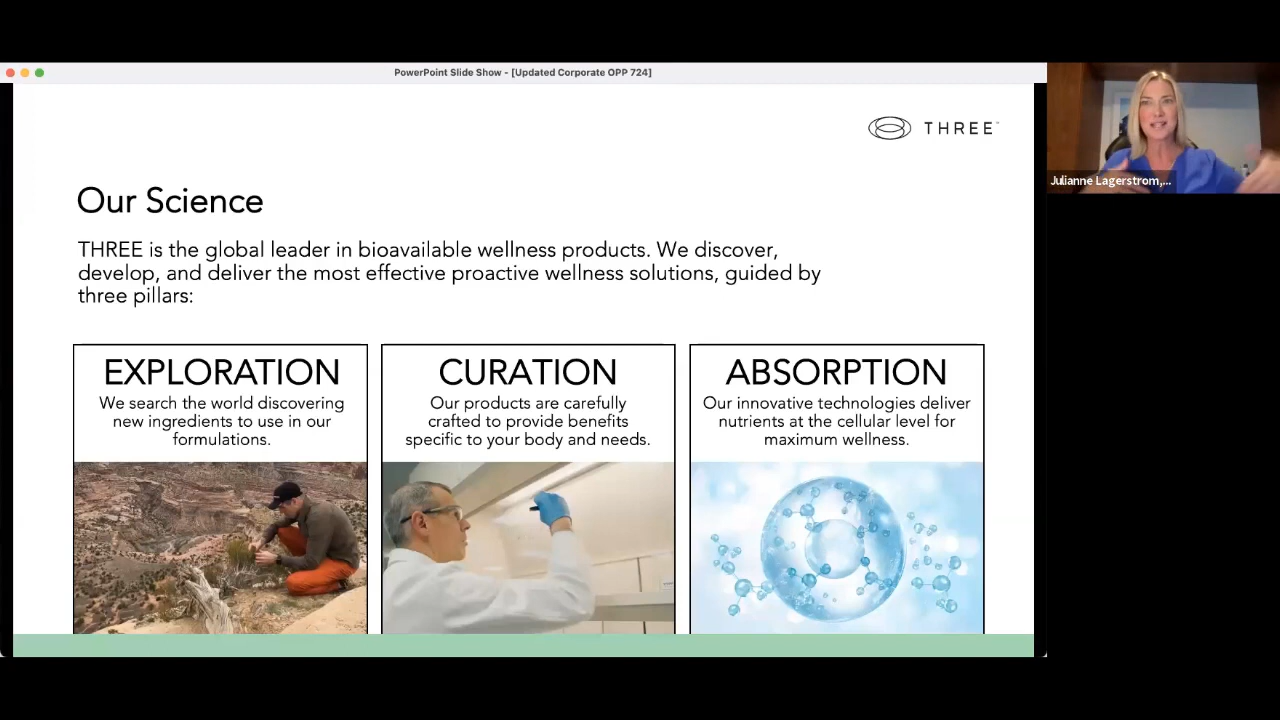 PowerPoint Slide Show - [Updated Corporate OPP 724]
THREE™
Julianne Lagerstrom,...
Our Science
THREE is the global leader in bioavailable wellness products. We discover,
develop, and deliver the most effective proactive wellness solutions, guided by
three pillars:
EXPLORATION
We search the world discovering
new ingredients to use in our
formulations.
CURATION
Our products are carefully
crafted to provide benefits
specific to your body and needs.
ABSORPTION
Our innovative technologies deliver
nutrients at the cellular level for
maximum wellness.